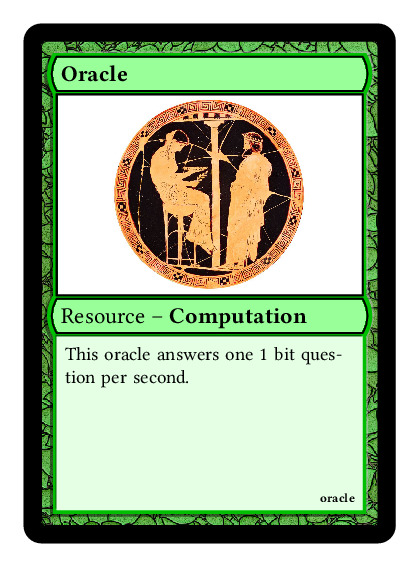 Oracle
Resource – Computation
This oracle answers one 1 bit ques-
tion per second.
oracle